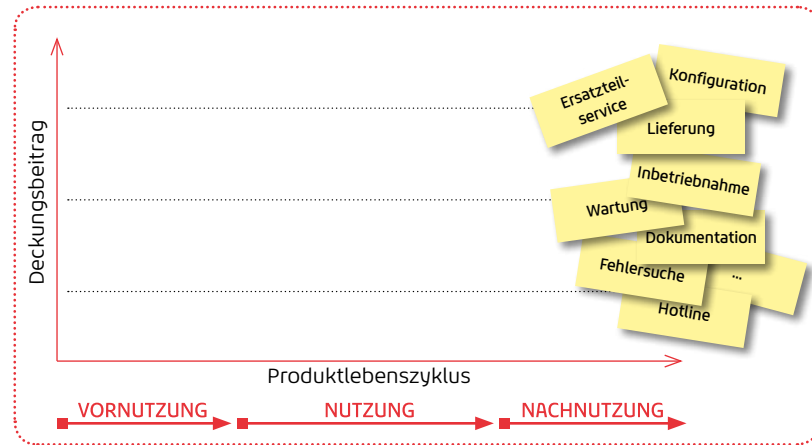 Deckungsbeitrag
Ersatzteil-
service
Konfiguration
Lieferung
Inbetriebnahme
Wartung
Dokumentation
Fehlersuche
...
Hotline
Produktlebenszyklus
VORNUTZUNG
NUTZUNG
NACHNUTZUNG